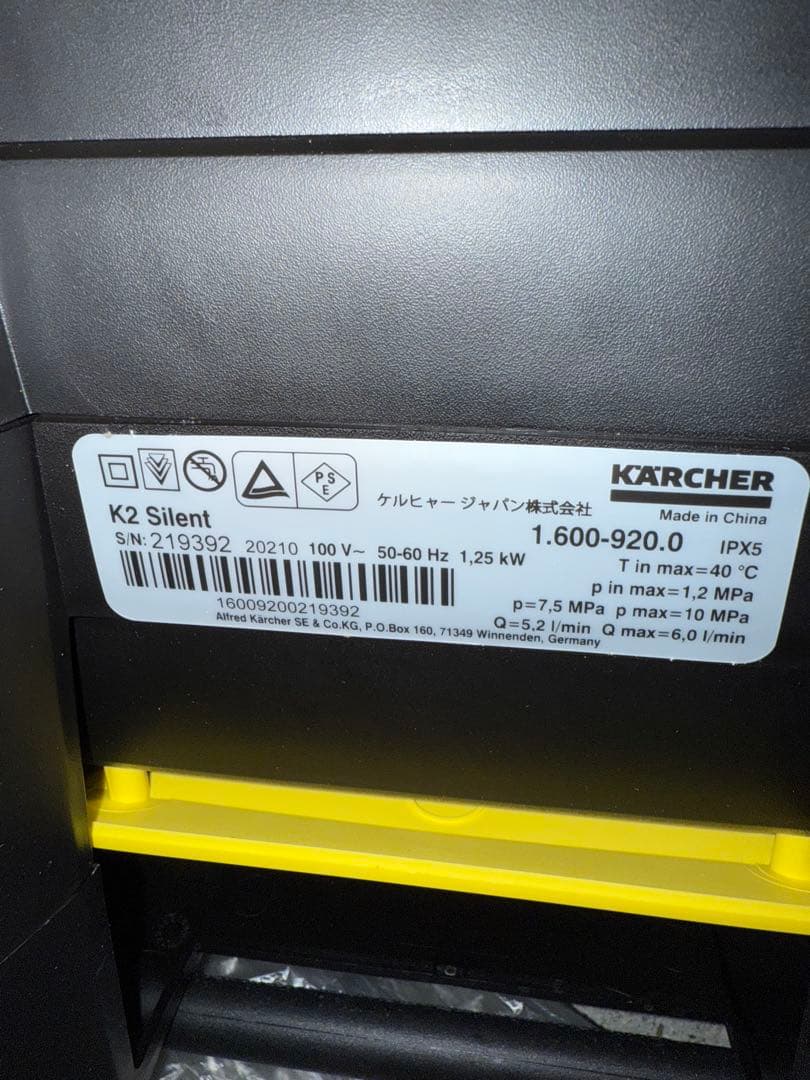 PS
E
KÄRCHER
ケルヒャー ジャパン株式会社
Made in China
K2 Silent
1.600-920.0 IPX5
S/N: 219392 20210 100 V~ 50-60 Hz 1,25 kW
T in max=40 °C
p in max=1,2 MPa
p=7,5 MPa p max=10 MPa
Q=5,2 l/min Q max=6,0 l/min
16009200219392
Alfred Kärcher SE & Co.KG, P.O.Box 160, 71349 Winnenden, Germany